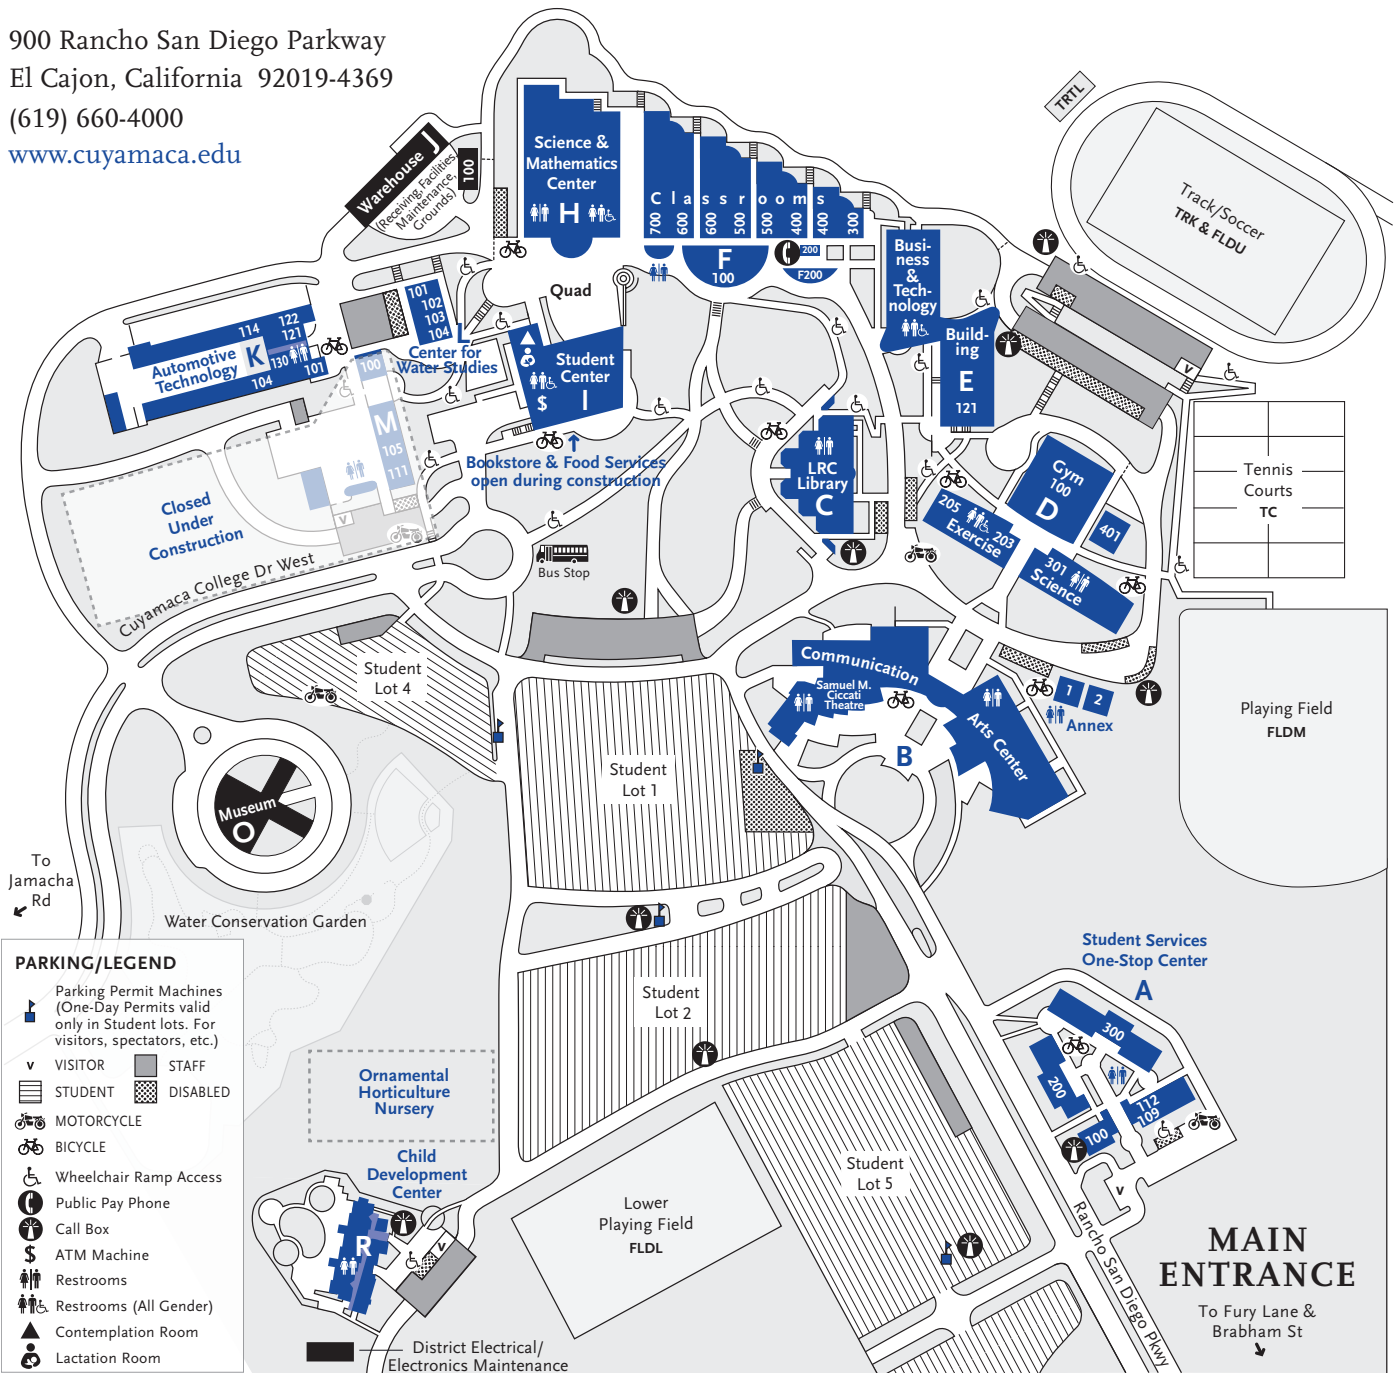 900 Rancho San Diego Parkway
El Cajon, California 92019-4369
(619) 660-4000
www.cuyamaca.edu
Warehouse J
(Receiving, Facilities,
Maintenance,
Grounds)
100
Science &
Mathematics
Center
H
Classrooms
700
600
600
500
500
400
400
300
F
100
200
F200
Quad
TRTL
Track/Soccer
TRK & FLDU
Busi-
ness
&
Tech-
nology
Build-
ing
E
121
101
102
103
104
L
Center for
Water Studies
114
122
121
Automotive
Technology
K
130
101
104
Student
Center
$
I
100
M
105
111
V
Bookstore & Food Services
open during construction
Closed
Under
Construction
Cuyamaca College Dr West
Bus Stop
LRC
Library
C
Gym
100
D
401
205
203
Exercise
301
Science
V
Tennis
Courts
TC
Student
Lot 4
Communication
Samuel M.
Ciccati
Theatre
Arts Center
B
1
2
Annex
Playing Field
FLDM
Student
Lot 1
Museum
O
To
Jamacha
Rd
Water Conservation Garden
Student
Lot 2
Student Services
One-Stop Center
A
300
200
112
109
100
V
PARKING/LEGEND
Parking Permit Machines
(One-Day Permits valid
only in Student lots. For
visitors, spectators, etc.)
V VISITOR
STAFF
STUDENT
DISABLED
MOTORCYCLE
BICYCLE
Wheelchair Ramp Access
Public Pay Phone
Call Box
$ ATM Machine
Restrooms
Restrooms (All Gender)
Contemplation Room
Lactation Room
Ornamental
Horticulture
Nursery
Child
Development
Center
R
V
Lower
Playing Field
FLDL
Student
Lot 5
Rancho San Diego Pkwy
MAIN
ENTRANCE
To Fury Lane &
Brabham St
District Electrical/
Electronics Maintenance